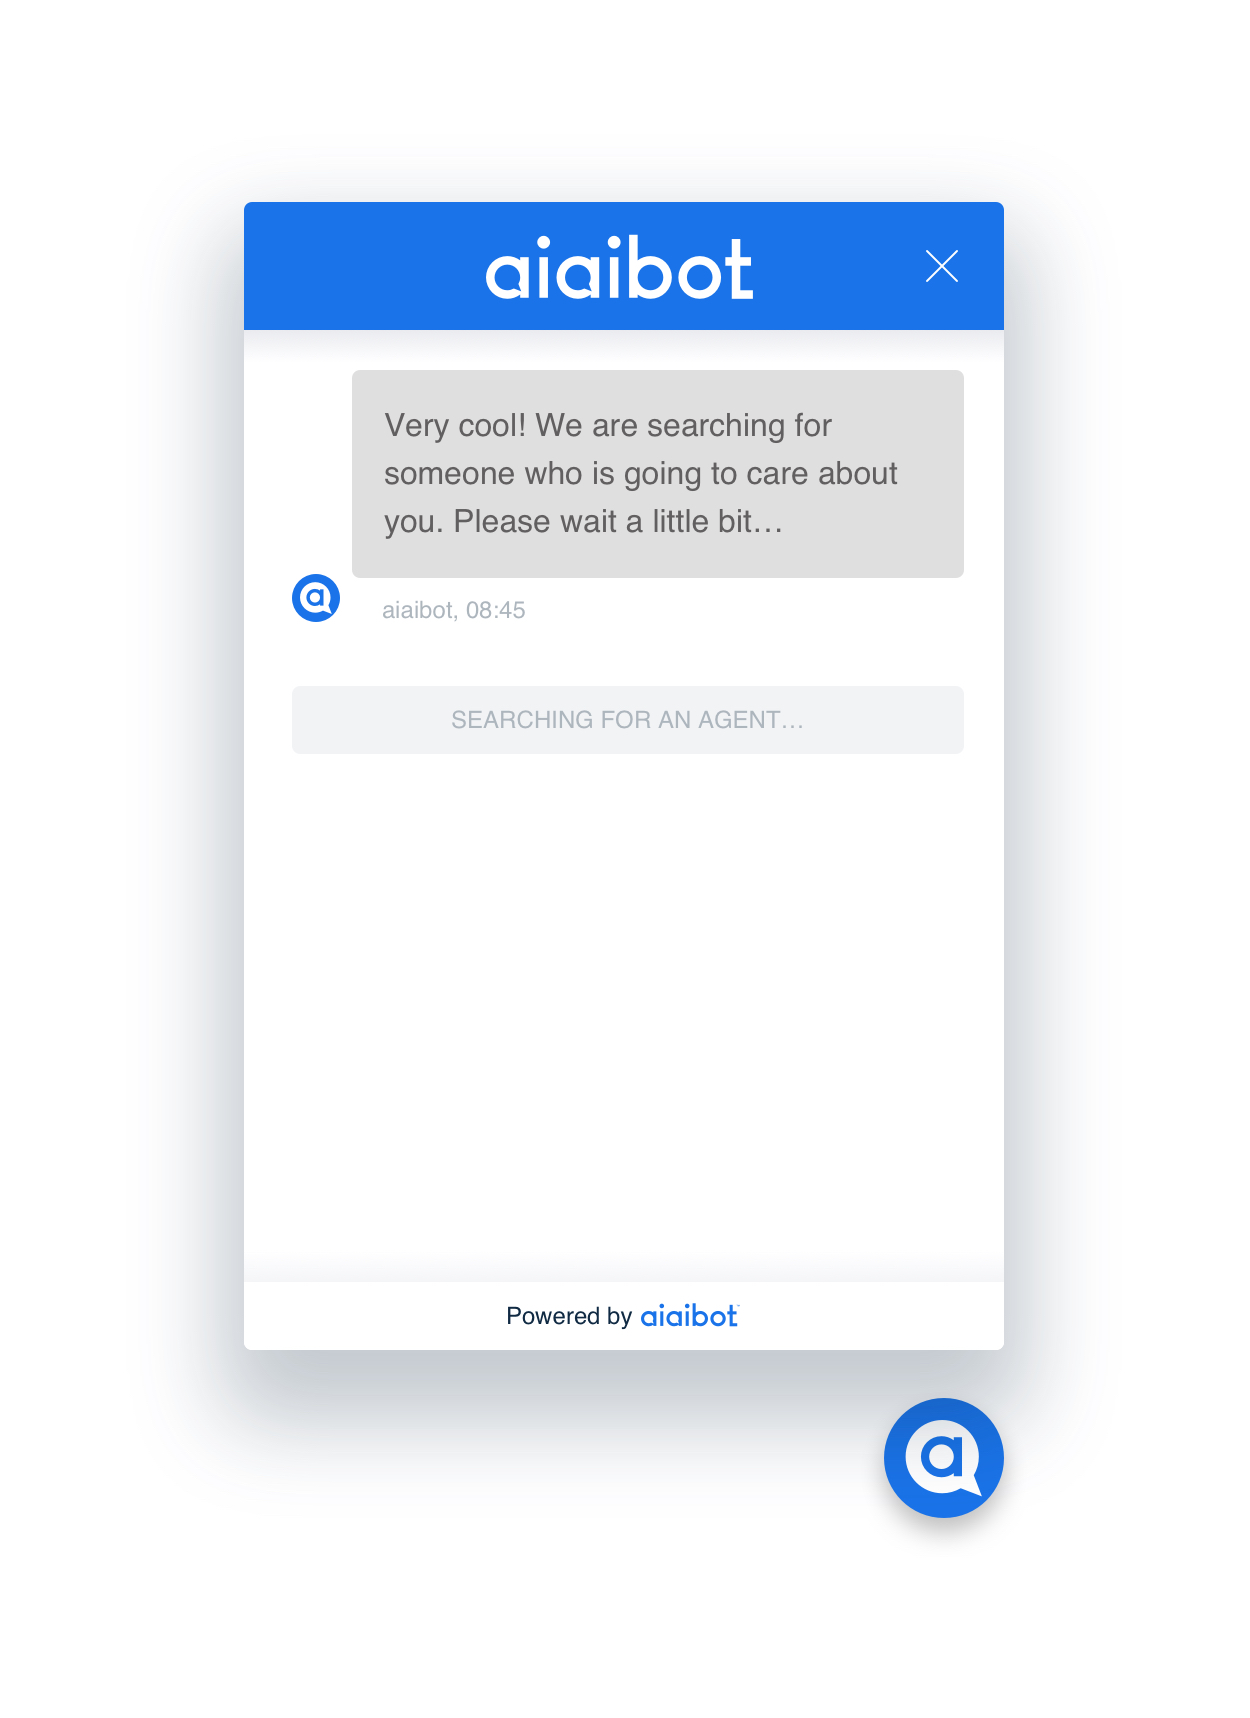 aiaibot
Very cool! We are searching for
someone who is going to care about
you. Please wait a little bit…
aiaibot, 08:45
SEARCHING FOR AN AGENT…
Powered by aiaibot